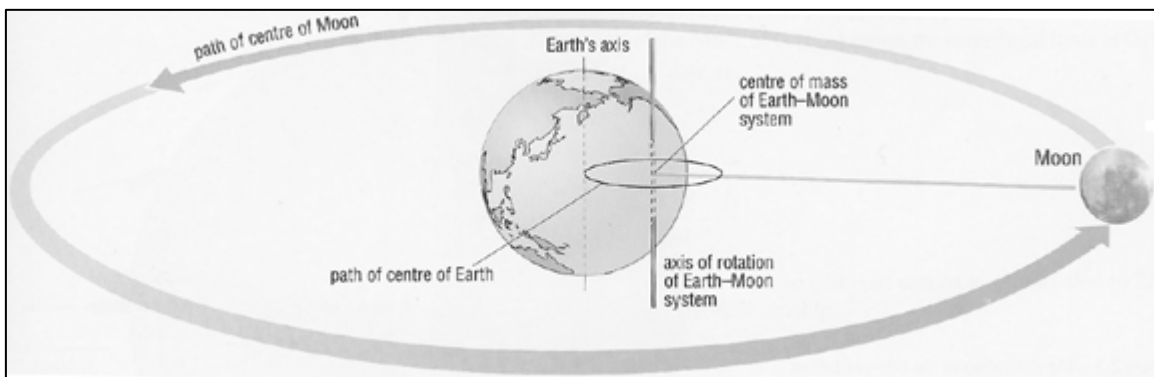 path of centre of Moon
Earth's axis
centre of mass
of Earth–Moon
system
Moon
path of centre of Earth
axis of rotation
of Earth–Moon
system